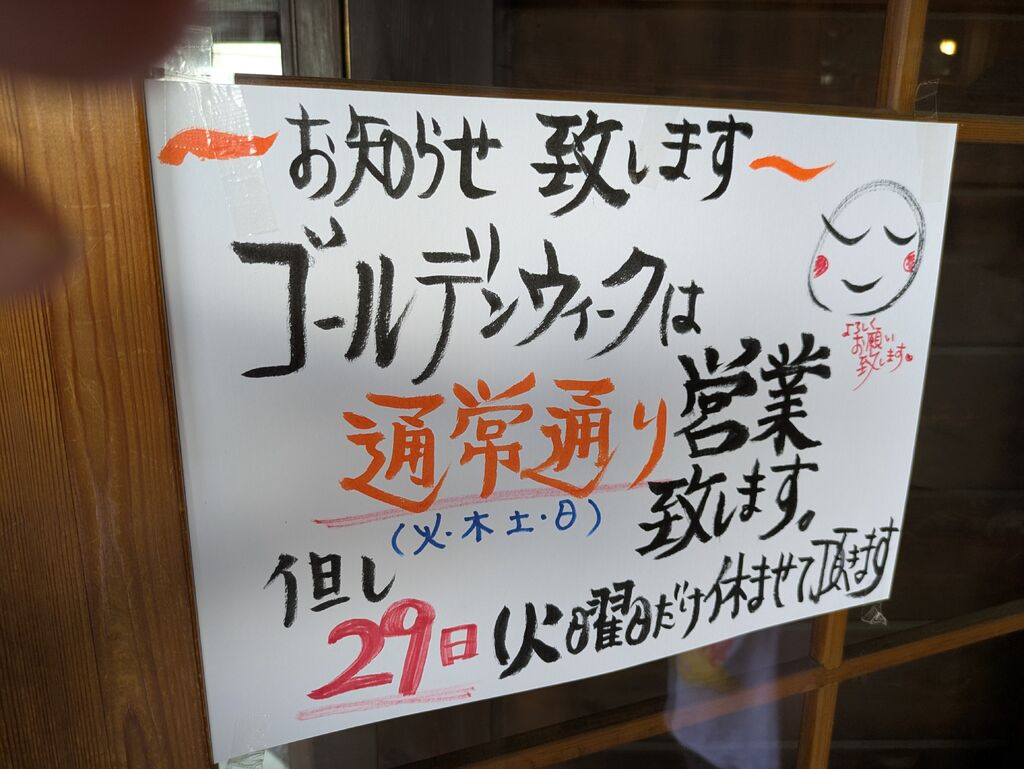 〜お知らせ 致します〜
ゴールデンウィークは
通常通り営業
(火・木 土・日)
致します。
但し
29日 火曜日だけ休ませて頂きます
よろしく
お願い
致します。